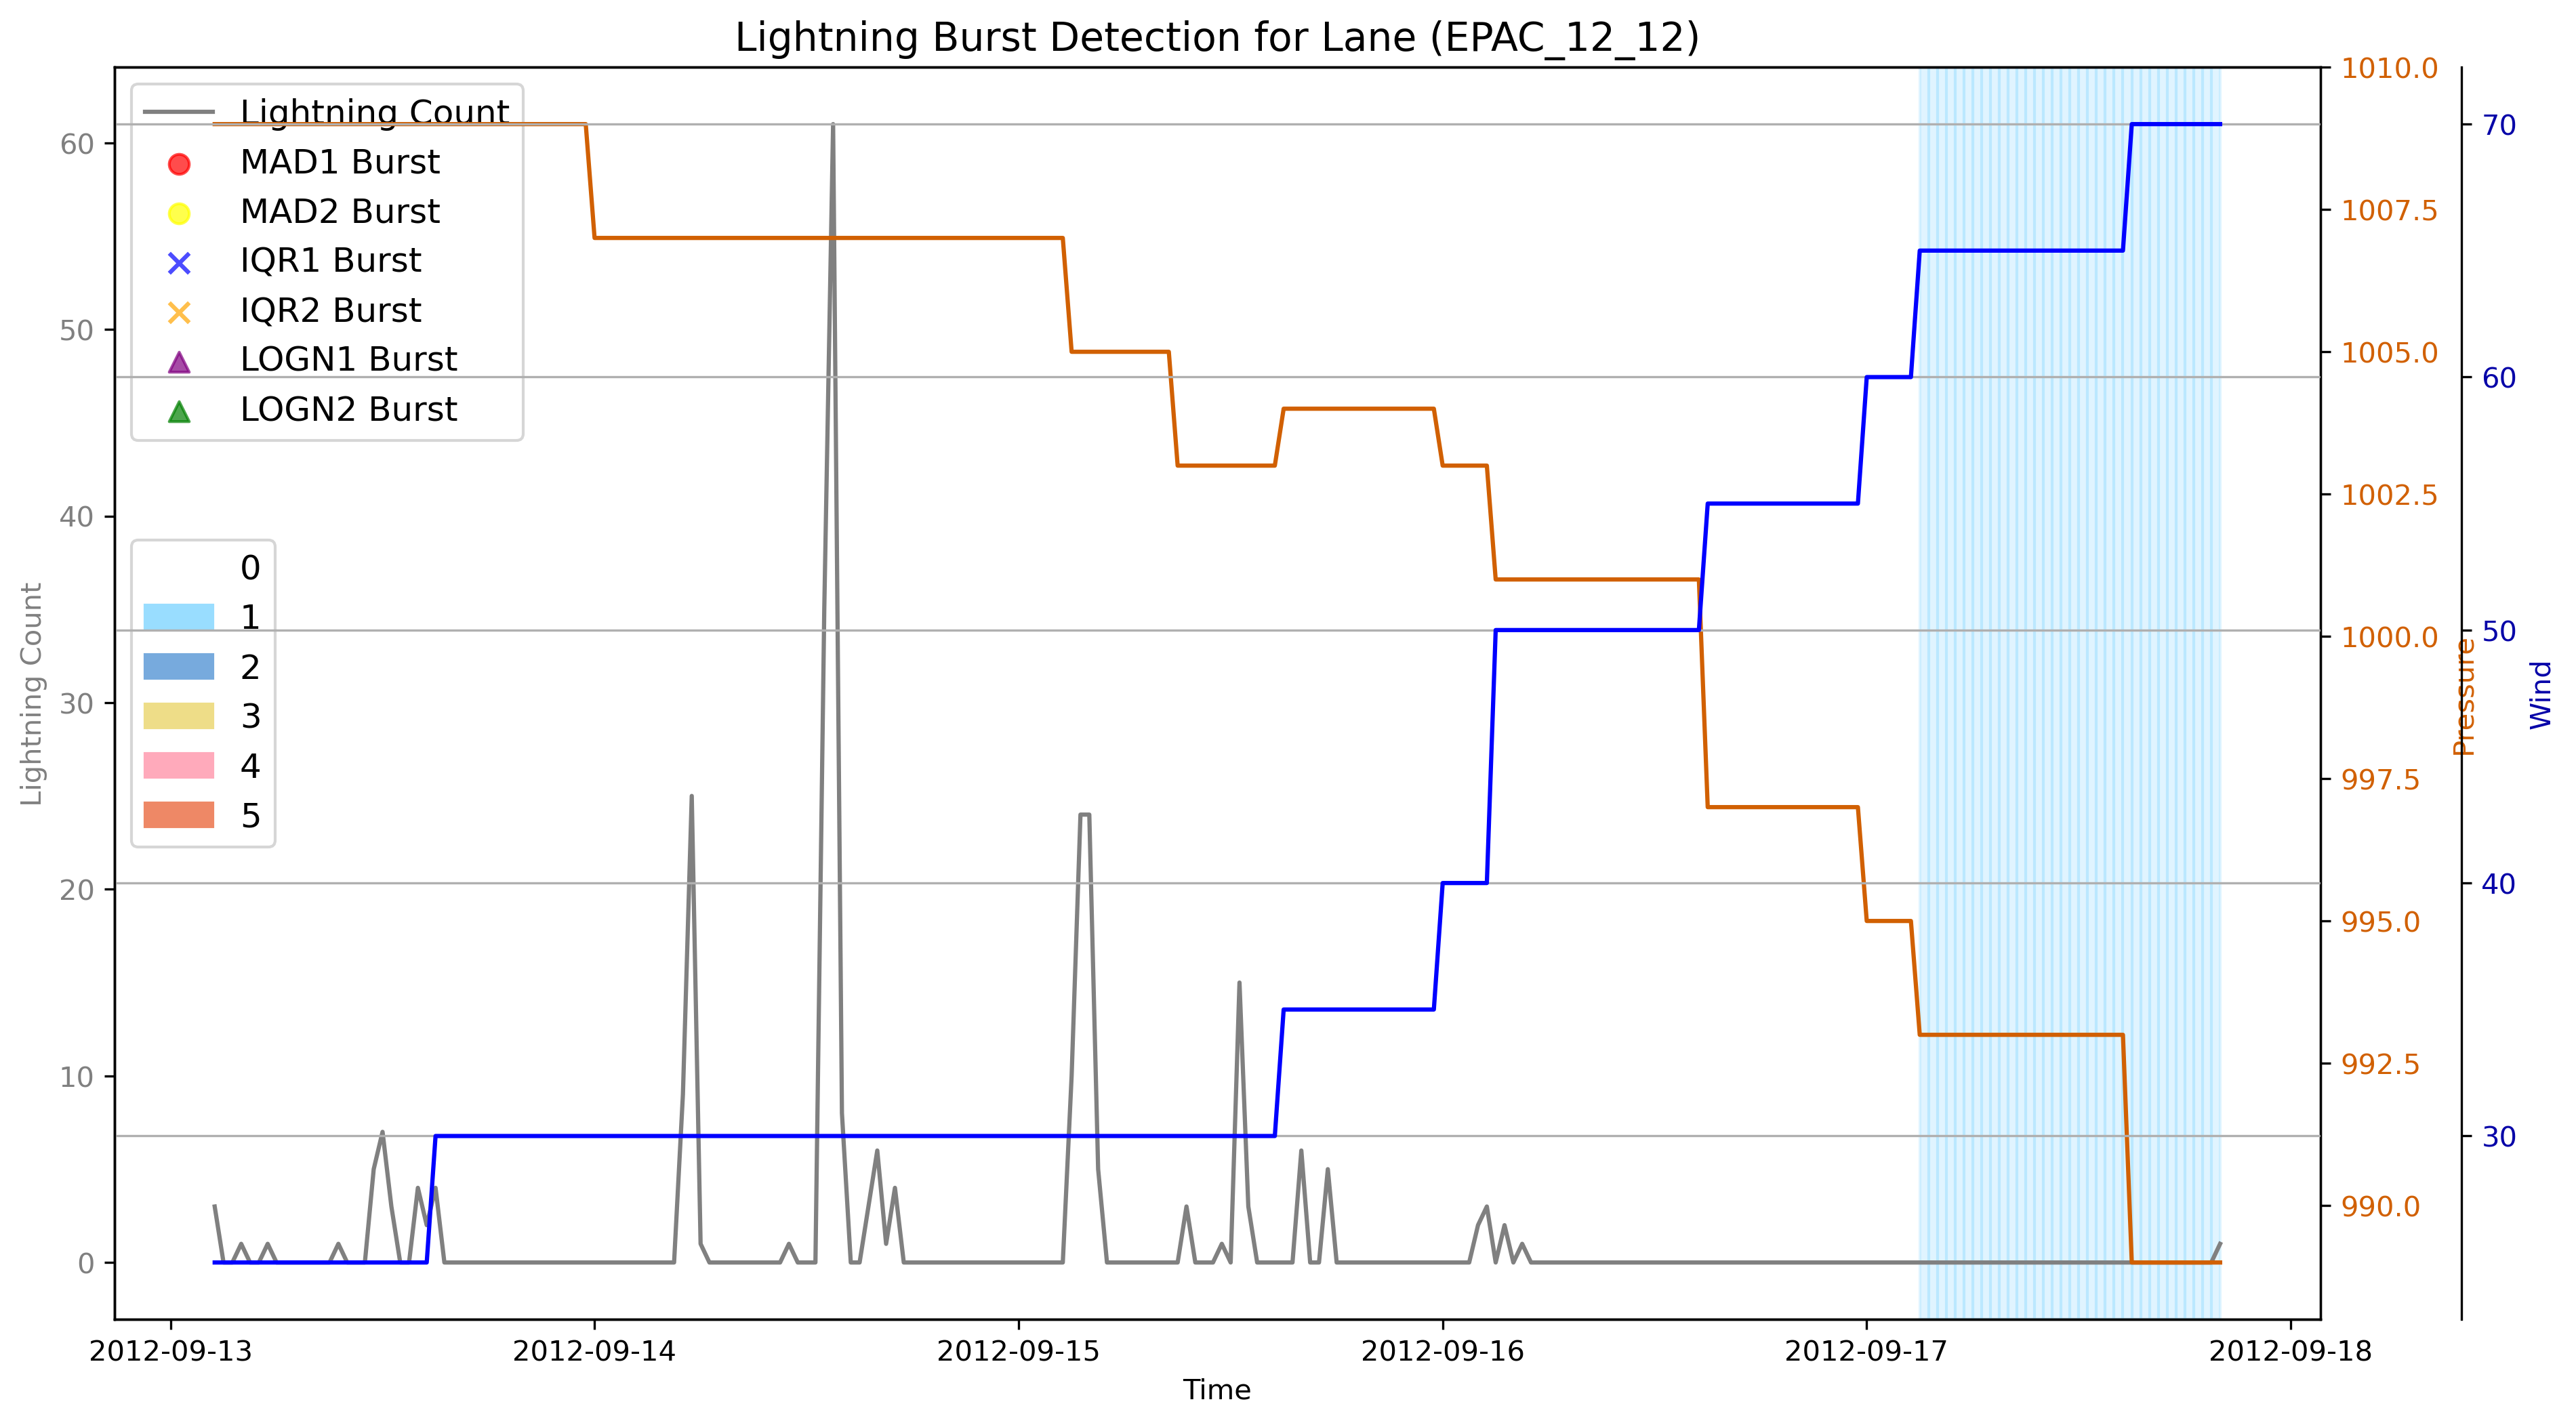 Lightning Burst Detection for Lane (EPAC_12_12)
Lightning Count
MAD1 Burst
MAD2 Burst
IQR1 Burst
IQR2 Burst
LOGN1 Burst
LOGN2 Burst
0
1
2
3
4
5
Lightning Count
60
50
40
30
20
10
0
1010.0
1007.5
1005.0
1002.5
1000.0
997.5
995.0
992.5
990.0
Pressure
70
60
50
40
30
Wind
2012-09-13
2012-09-14
2012-09-15
2012-09-16
2012-09-17
2012-09-18
Time